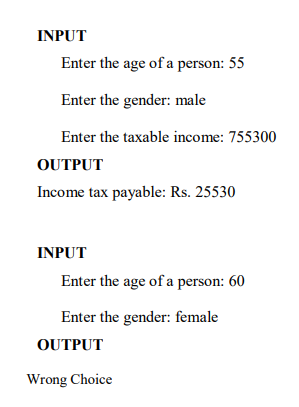 INPUT
Enter the age of a person: 55
Enter the gender: male
Enter the taxable income: 755300
OUTPUT
Income tax payable: Rs. 25530
INPUT
Enter the age of a person: 60
Enter the gender: female
OUTPUT
Wrong Choice